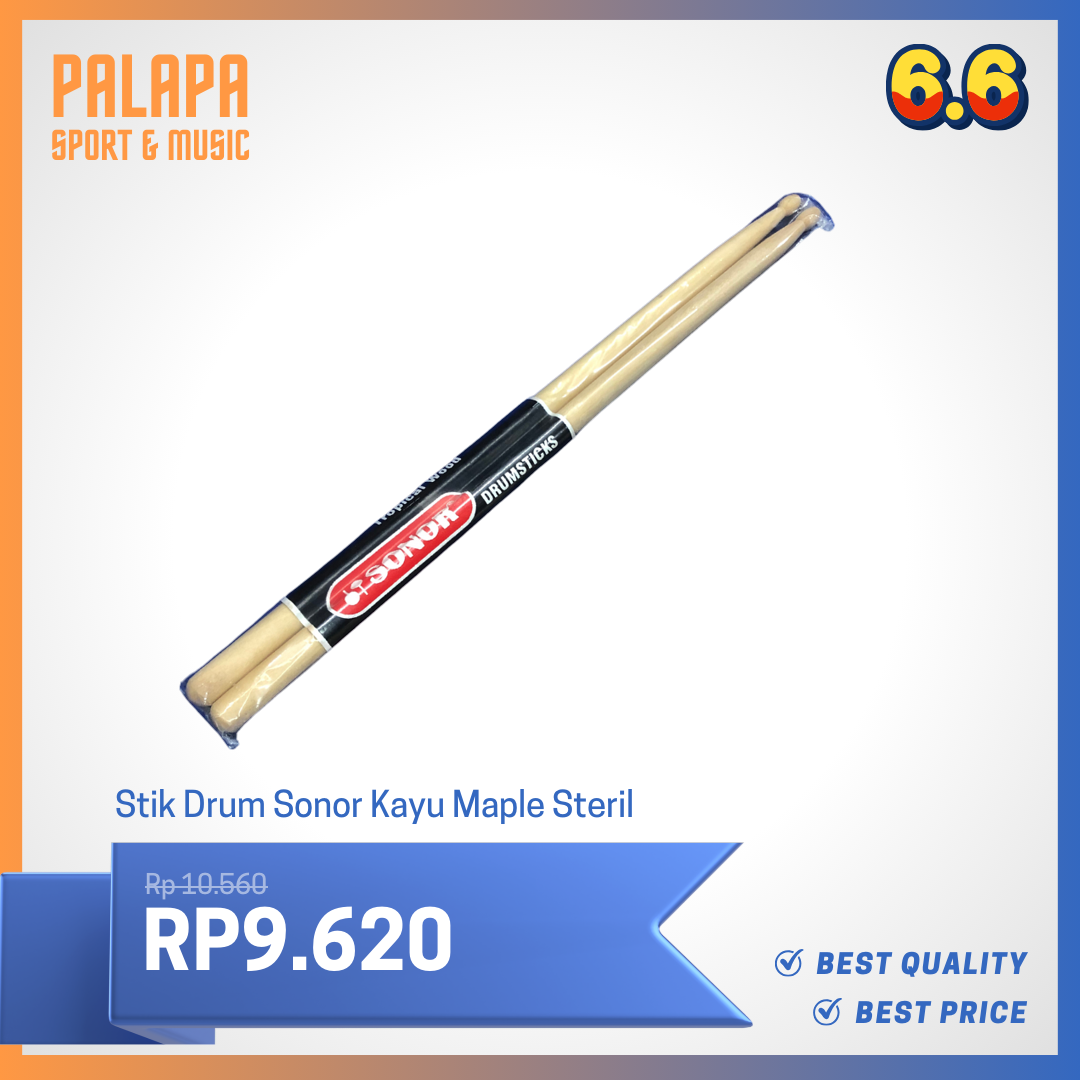 PALAPA
SPORT & MUSIC
6.6
Tropical Wood
SONOR
DRUMSTICKS
Stik Drum Sonor Kayu Maple Steril
Rp 10.560
RP9.620
BEST QUALITY
BEST PRICE